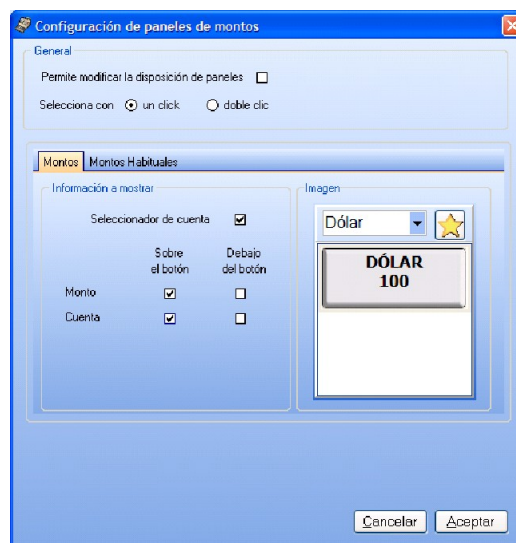 Configuración de paneles de montos
General
Permite modificar la disposición de paneles
Selecciona con un click doble clic
Montos Montos Habituales
Información a mostrar Imagen
Seleccionador de cuenta Dólar
Sobre el botón Debajo del botón
DÓLAR
100
Monto
Cuenta
Cancelar Aceptar